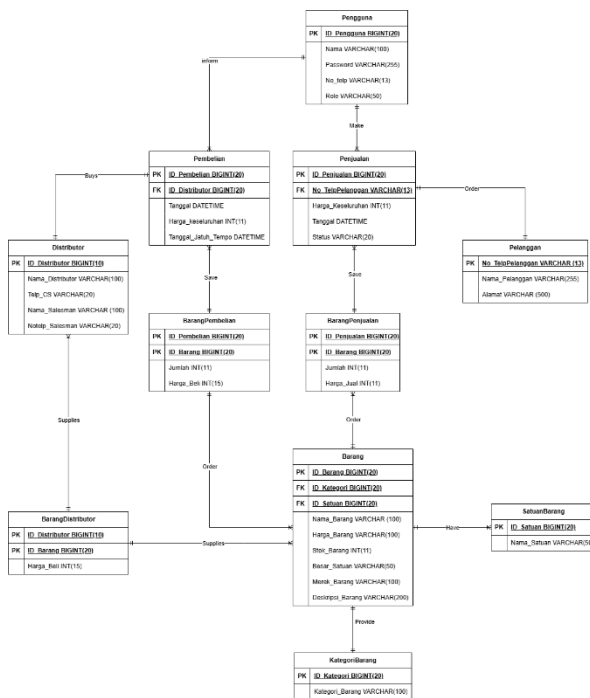 Pengguna
PK ID_Pengguna BIGINT(20)
Nama VARCHAR(100)
Password VARCHAR(255)
No_telp VARCHAR(13)
Role VARCHAR(50)
inform
Make
Pembelian
PK ID_Pembelian BIGINT(20)
FK ID_Distributor BIGINT(20)
Tanggal DATETIME
Harga_keseluruhan INT(11)
Tanggal_Jatuh_Tempo DATETIME
Penjualan
PK ID_Penjualan BIGINT(20)
FK No_TelpPelanggan VARCHAR(13)
Harga_Keseluruhan INT(11)
Tanggal DATETIME
Status VARCHAR(20)
Buys
Order
Distributor
PK ID_Distributor BIGINT(10)
Nama_Distributor VARCHAR(100)
Telp_CS VARCHAR(20)
Nama_Salesman VARCHAR (100)
Notelp_Salesman VARCHAR(20)
Pelanggan
PK No_TelpPelanggan VARCHAR (13)
Nama_Pelanggan VARCHAR(255)
Alamat VARCHAR (500)
Save
Save
BarangPembelian
PK ID_Pembelian BIGINT(20)
PK ID_Barang BIGINT(20)
Jumlah INT(11)
Harga_Beli INT(15)
BarangPenjualan
PK ID_Penjualan BIGINT(20)
PK ID_Barang BIGINT(20)
Jumlah INT(11)
Harga_Jual INT(11)
Supplies
Order
Order
Barang
PK ID_Barang BIGINT(20)
FK ID_Kategori BIGINT(20)
FK ID_Satuan BIGINT(20)
Nama_Barang VARCHAR (100)
Harga_Barang VARCHAR(100)
Stok_Barang INT(11)
Besar_Satuan VARCHAR(50)
Merek_Barang VARCHAR(100)
Deskripsi_Barang VARCHAR(200)
BarangDistributor
PK ID_Distributor BIGINT(10)
PK ID_Barang BIGINT(20)
Harga_Beli INT(15)
Supplies
Have
SatuanBarang
PK ID_Satuan BIGINT(20)
Nama_Satuan VARCHAR(50
Provide
KategoriBarang
PK ID_Kategori BIGINT(20)
Kategori_Barang VARCHAR(100)